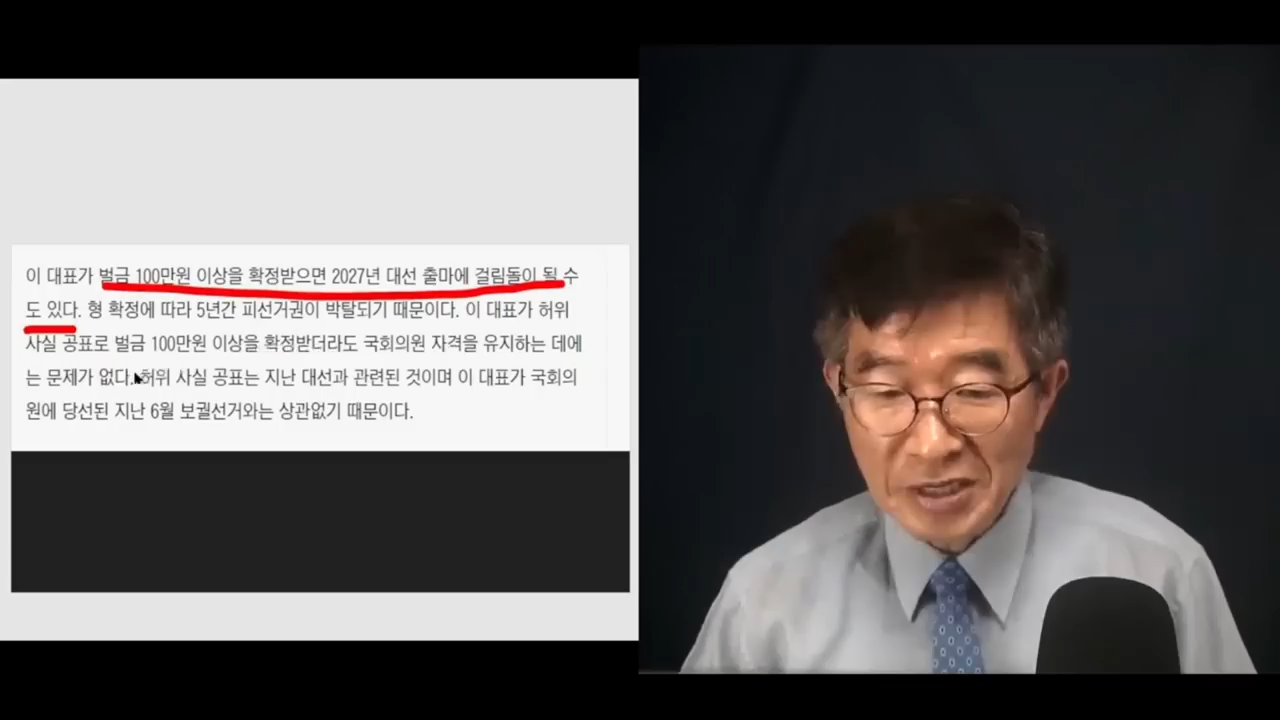 이 대표가 벌금 100만원 이상을 확정받으면 2027년 대선 출마에 걸림돌이 될 수
도 있다. 형 확정에 따라 5년간 피선거권이 박탈되기 때문이다. 이 대표가 허위
사실 공표로 벌금 100만원 이상을 확정받더라도 국회의원 자격을 유지하는 데에
는 문제가 없다. 허위 사실 공표는 지난 대선과 관련된 것이며 이 대표가 국회의
원에 당선된 지난 6월 보궐선거와는 상관없기 때문이다.